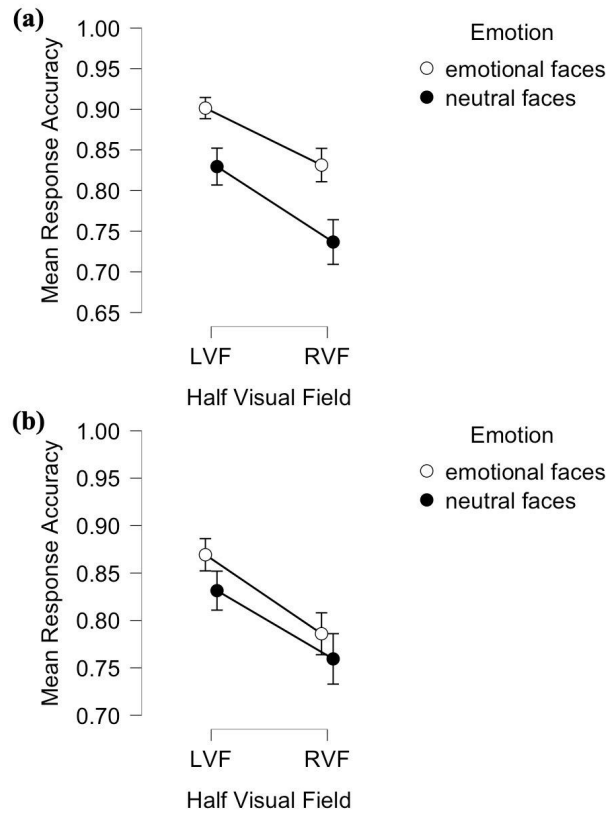 (a)
Mean Response Accuracy
1.00
0.95
0.90
0.85
0.80
0.75
0.70
0.65
LVF RVF
Half Visual Field
Emotion
emotional faces
neutral faces
(b)
Mean Response Accuracy
1.00
0.95
0.90
0.85
0.80
0.75
0.70
LVF RVF
Half Visual Field
Emotion
emotional faces
neutral faces